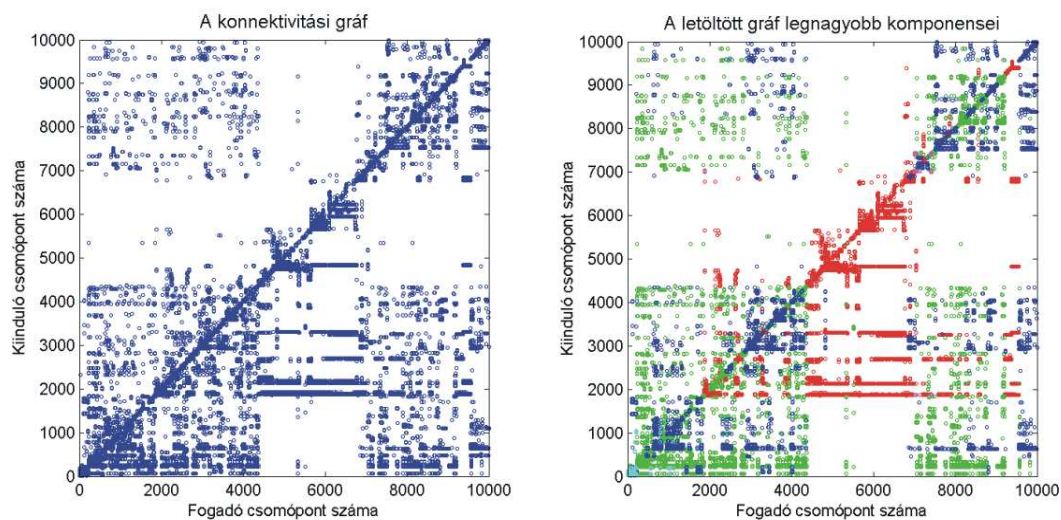 A konnektivitási gráf
10000
9000
8000
7000
6000
5000
4000
3000
2000
1000
0
0 2000 4000 6000 8000 10000
Fogadó csomópont száma
Kiinduló csomópont száma
A letöltött gráf legnagyobb komponensei
10000
9000
8000
7000
6000
5000
4000
3000
2000
1000
0
0 2000 4000 6000 8000 10000
Fogadó csomópont száma
Kiinduló csomópont száma